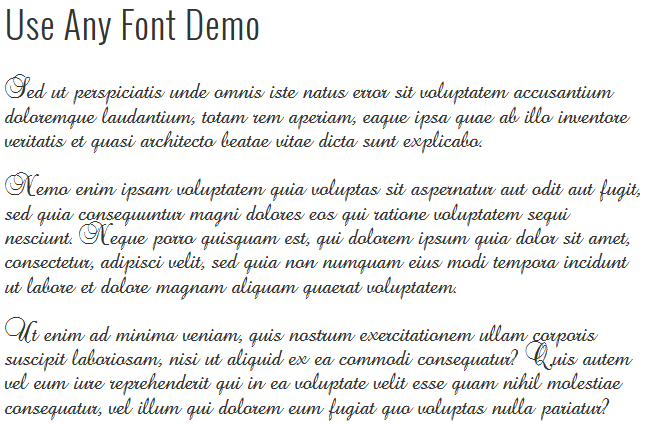 Use Any Font Demo
Sed ut perspiciatis unde omnis iste natus error sit voluptatem accusantium
doloremque laudantium, totam rem aperiam, eaque ipsa quae ab illo inventore
veritatis et quasi architecto beatae vitae dicta sunt explicabo.
Nemo enim ipsam voluptatem quia voluptas sit aspernatur aut odit aut fugit,
sed quia consequuntur magni dolores eos qui ratione voluptatem sequi
nesciunt. Neque porro quisquam est, qui dolorem ipsum quia dolor sit amet,
consectetur, adipisci velit, sed quia non numquam eius modi tempora incidunt
ut labore et dolore magnam aliquam quaerat voluptatem.
Ut enim ad minima veniam, quis nostrum exercitationem ullam corporis
suscipit laboriosam, nisi ut aliquid ex ea commodi consequatur? Quis autem
vel eum iure reprehenderit qui in ea voluptate velit esse quam nihil molestiae
consequatur, vel illum qui dolorem eum fugiat quo voluptas nulla pariatur?